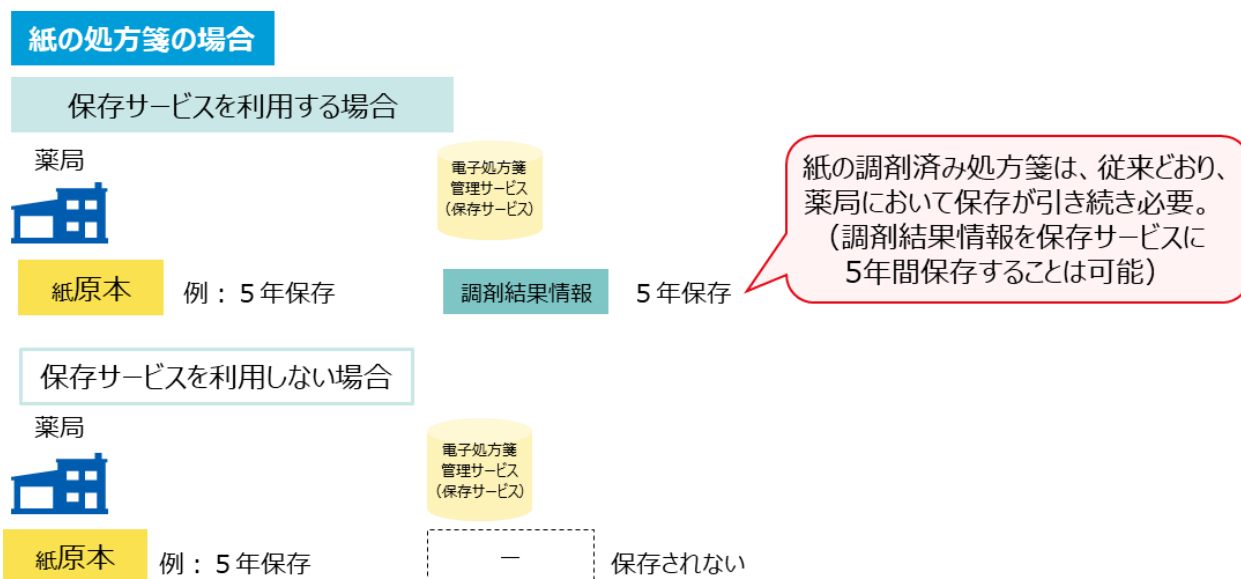 紙の処方箋の場合
保存サービスを利用する場合
薬局
電子処方箋
管理サービス
(保存サービス)
紙の調剤済み処方箋は、従来どおり、
薬局において保存が引き続き必要。
（調剤結果情報を保存サービスに
5年間保存することは可能）
紙原本 例：５年保存
調剤結果情報 ５年保存
保存サービスを利用しない場合
薬局
電子処方箋
管理サービス
(保存サービス)
紙原本 例：５年保存
－ 保存されない